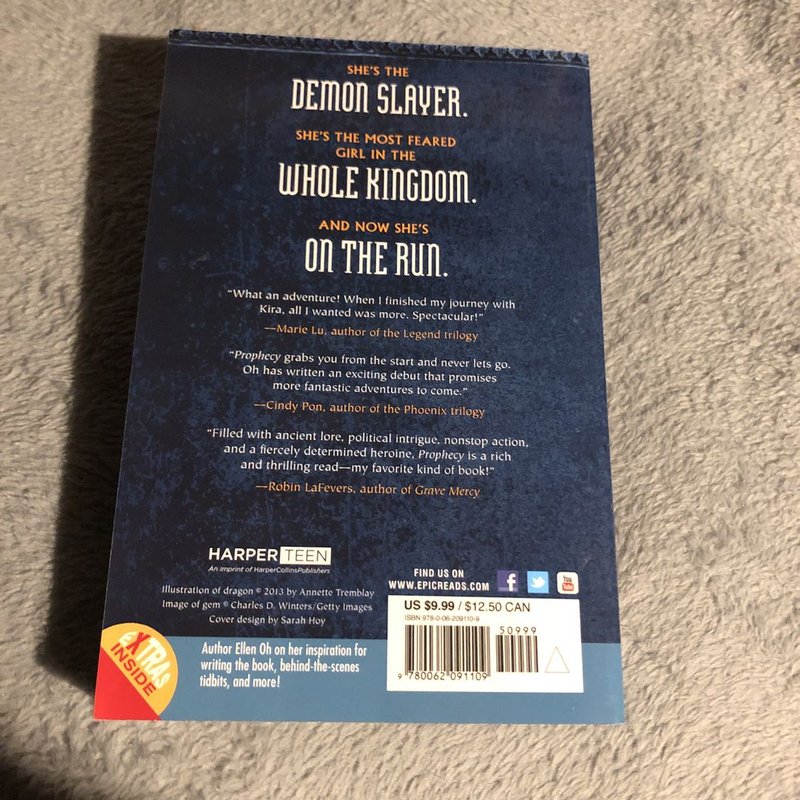 SHE'S THE
DEMON SLAYER.
SHE'S THE MOST FEARED
GIRL IN THE
WHOLE KINGDOM.
AND NOW SHE'S
ON THE RUN.
“What an adventure! When I finished my journey with
Kira, all I wanted was more. Spectacular!”
—Marie Lu, author of the Legend trilogy
“Prophecy grabs you from the start and never lets go.
Oh has written an exciting debut that promises
more fantastic adventures to come.”
—Cindy Pon, author of the Phoenix trilogy
“Filled with ancient lore, political intrigue, nonstop action,
and a fiercely determined heroine, Prophecy is a rich
and thrilling read—my favorite kind of book!”
—Robin LaFevers, author of Grave Mercy
HARPER TEEN
An Imprint of HarperCollinsPublishers
Illustration of dragon © 2013 by Annette Tremblay
Image of gem © Charles D. Winters/Getty Images
Cover design by Sarah Hoy
FIND US ON
WWW.EPICREADS.COM
f
You
Tube
US $9.99 / $12.50 CAN
ISBN 978-0-06-209110-9
50999
9 780062 091109
EXTRAS
INSIDE
Author Ellen Oh on her inspiration for
writing the book, behind-the-scenes
tidbits, and more!